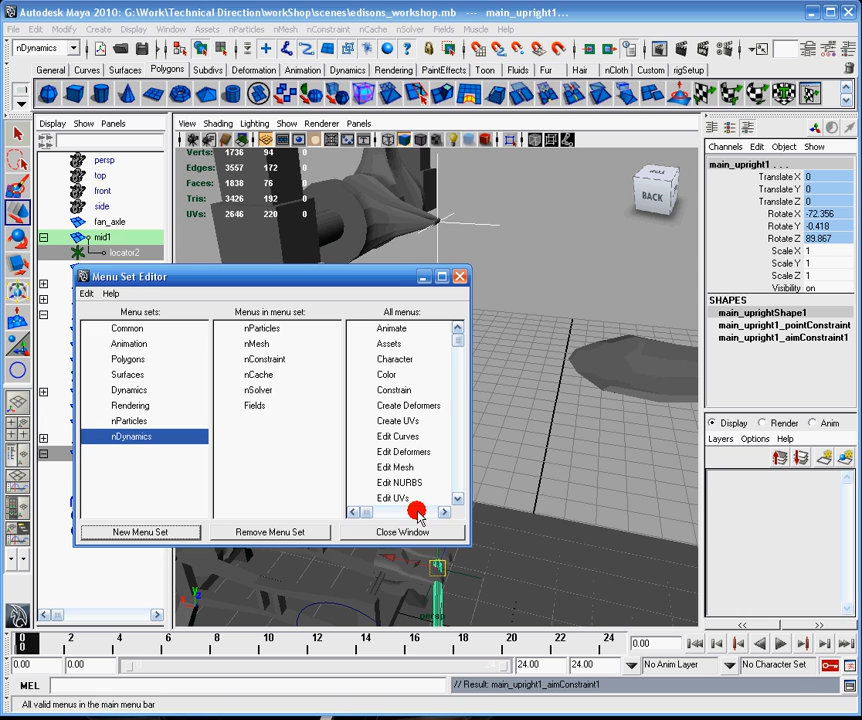 Autodesk Maya 2010: G:\Work\Technical Direction\workShop\scenes\edisons_workshop.mb --- main_upright1...
File Edit Modify Create Display Window Assets nParticles nMesh nConstraint nCache nSolver Fields Muscle Help
nDynamics
General Curves Surfaces Polygons Subdivs Deformation Animation Dynamics Rendering PaintEffects Toon Fluids Fur Hair nCloth Custom rigSetup
Display Show Panels
View Shading Lighting Show Renderer Panels
persp
top
front
side
fan_axle
mid1
locator2
Verts: 1736 94 0
Edges: 3557 172 0
Faces: 1838 76 0
Tris: 3426 192 0
UVs: 2646 220 0
TOP
BACK
Channels Edit Object Show
main_upright1 . . .
Translate X 0
Translate Y 0
Translate Z 0
Rotate X -72.356
Rotate Y -0.418
Rotate Z 89.867
Scale X 1
Scale Y 1
Scale Z 1
Visibility on
SHAPES
main_uprightShape1
main_upright1_pointConstraint
main_upright1_aimConstraint1
Menu Set Editor
Edit Help
Menu sets:
Common
Animation
Polygons
Surfaces
Dynamics
Rendering
nParticles
nDynamics
Menus in menu set:
nParticles
nMesh
nConstraint
nCache
nSolver
Fields
All menus:
Animate
Assets
Character
Color
Constrain
Create Deformers
Create UVs
Edit Curves
Edit Deformers
Edit Mesh
Edit NURBS
Edit UVs
New Menu Set
Remove Menu Set
Close Window
Display Render Anim
Layers Options Help
persp
y
z
0 0 2 4 6 8 10 12 14 16 18 20 22 24
0.00
0.00 0.00 24.00 24.00 No Anim Layer No Character Set
MEL // Result: main_upright1_aimConstraint1
All valid menus in the main menu bar